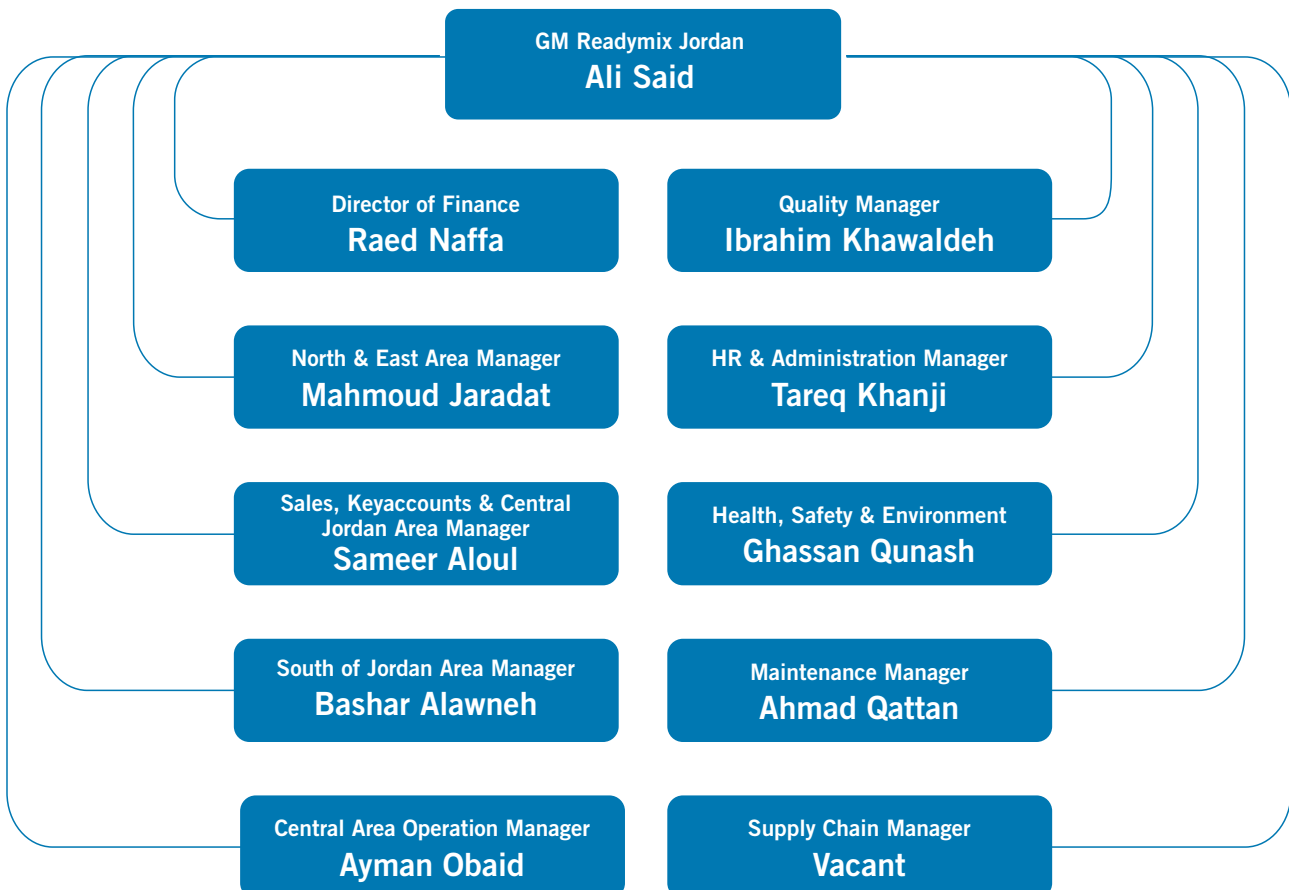 GM Readymix Jordan
Ali Said
Director of Finance
Raed Naffa
Quality Manager
Ibrahim Khawaldeh
North & East Area Manager
Mahmoud Jaradat
HR & Administration Manager
Tareq Khanji
Sales, Keyaccounts & Central
Jordan Area Manager
Sameer Aloul
Health, Safety & Environment
Ghassan Qunash
South of Jordan Area Manager
Bashar Alawneh
Maintenance Manager
Ahmad Qattan
Central Area Operation Manager
Ayman Obaid
Supply Chain Manager
Vacant